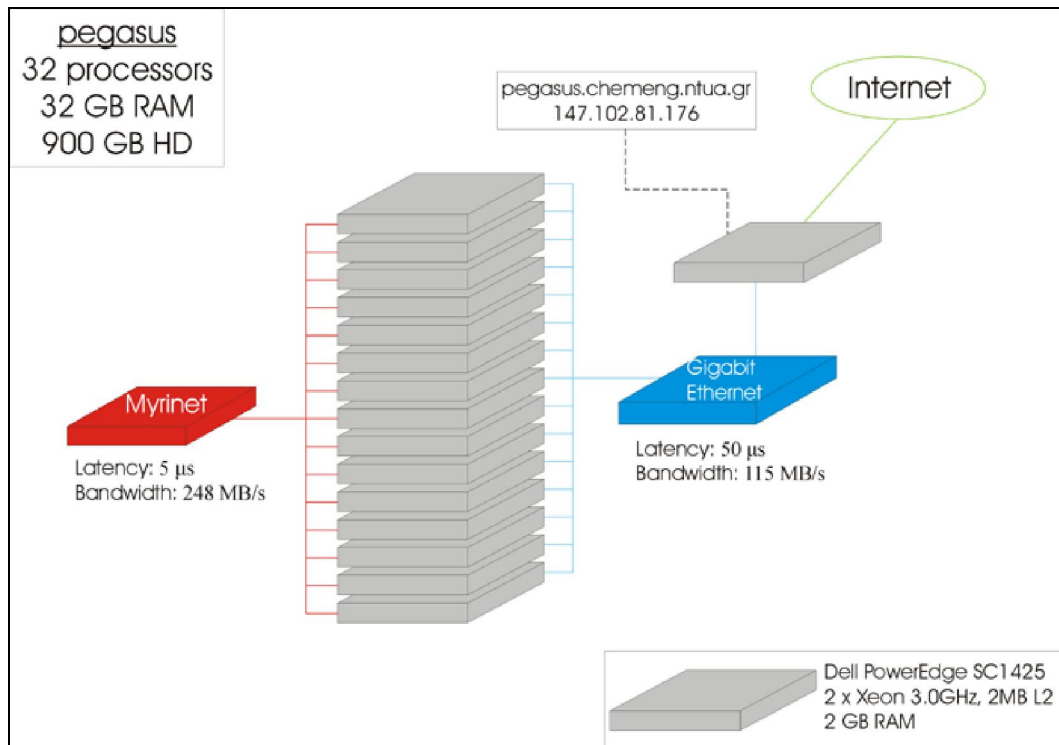 pegasus
32 processors
32 GB RAM
900 GB HD
pegasus.chemeng.ntua.gr
147.102.81.176
Internet
Gigabit
Ethernet
Myrinet
Latency: 5 μs
Bandwidth: 248 MB/s
Latency: 50 μs
Bandwidth: 115 MB/s
Dell PowerEdge SC1425
2 x Xeon 3.0GHz, 2MB L2
2 GB RAM